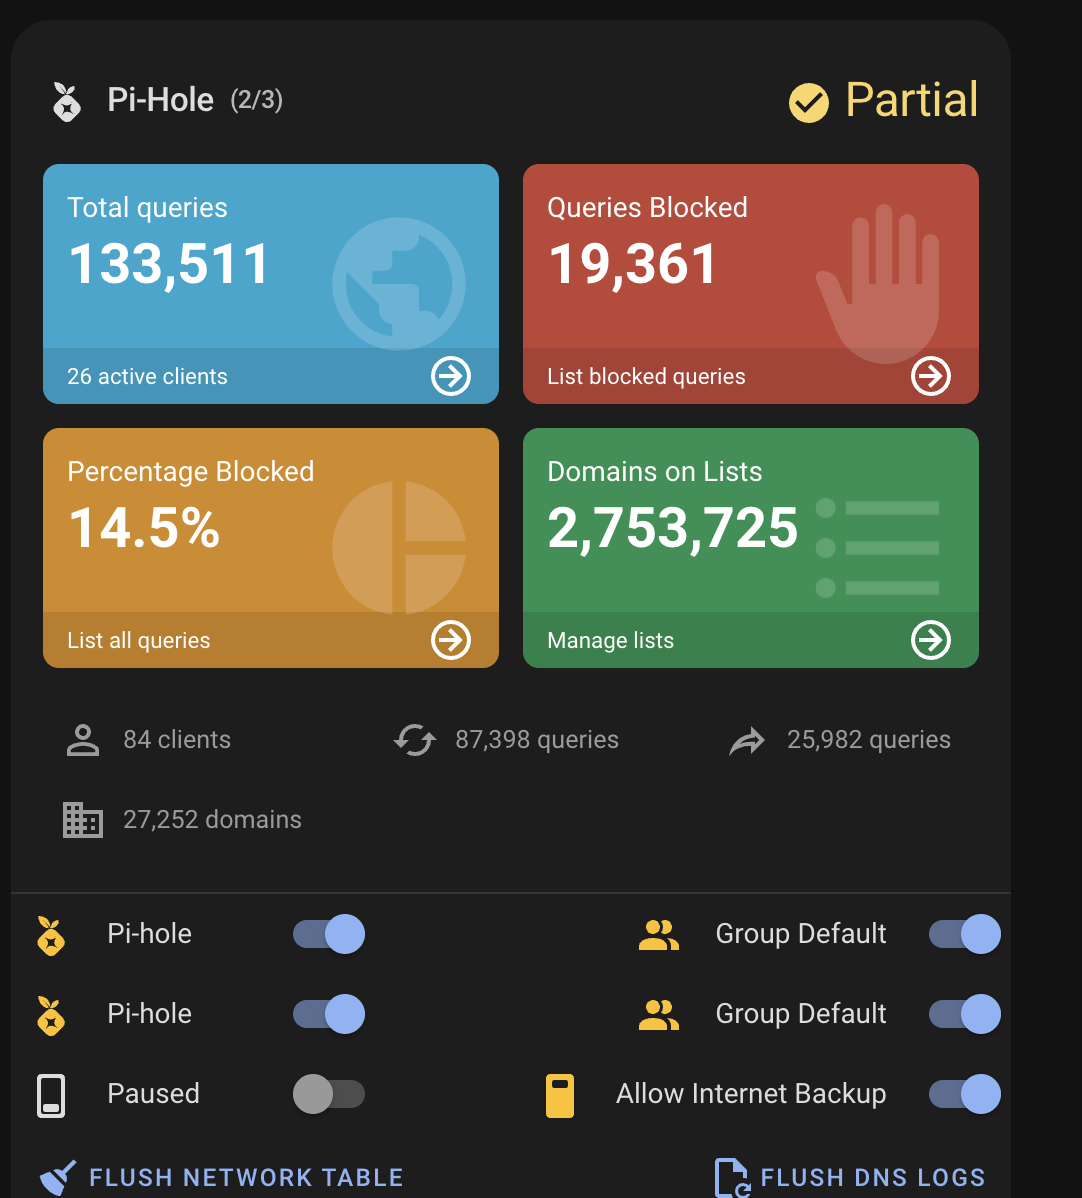 Pi-Hole (2/3)
Partial
Total queries
133,511
26 active clients
Queries Blocked
19,361
List blocked queries
Percentage Blocked
14.5%
List all queries
Domains on Lists
2,753,725
Manage lists
84 clients
87,398 queries
25,982 queries
27,252 domains
Pi-hole
Group Default
Pi-hole
Group Default
Paused
Allow Internet Backup
FLUSH NETWORK TABLE
FLUSH DNS LOGS